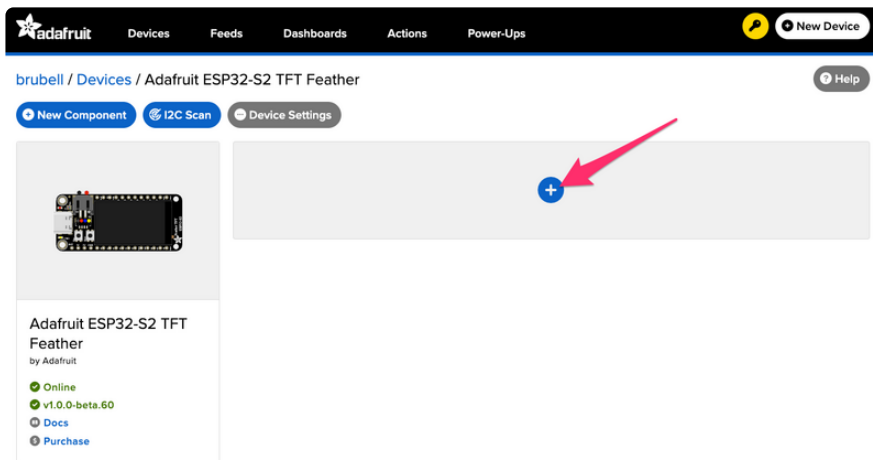 adafruit Devices Feeds Dashboards Actions Power-Ups New Device
brubell / Devices / Adafruit ESP32-S2 TFT Feather Help
New Component I2C Scan Device Settings
Adafruit ESP32-S2 TFT
Feather
by Adafruit
Online
v1.0.0-beta.60
Docs
Purchase